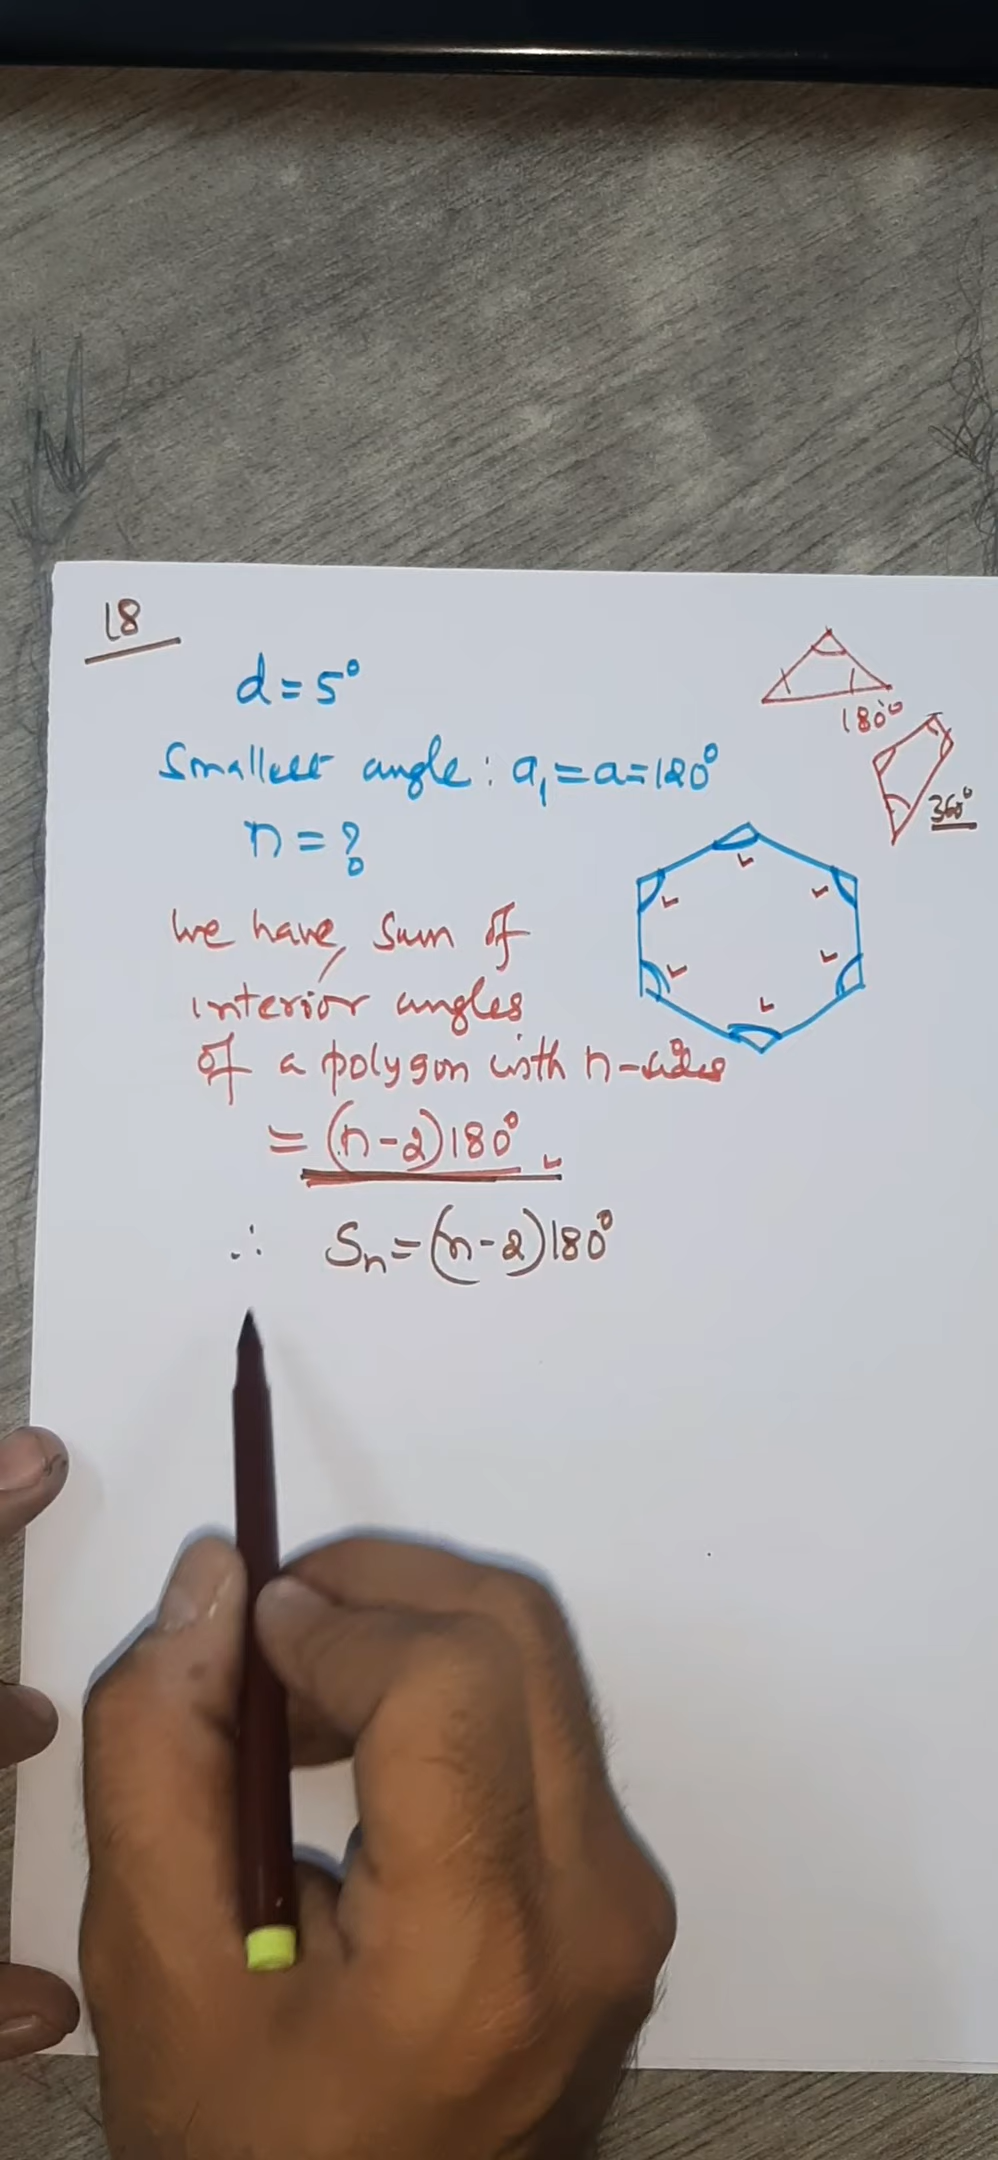 18
d = 5°
Smallest angle : a₁ = a = 120°
n = ?
180°
360°
we have, sum of
interior angles
of a polygon with n-sides
= (n-2)180°
∴ Sn = (n-2)180°